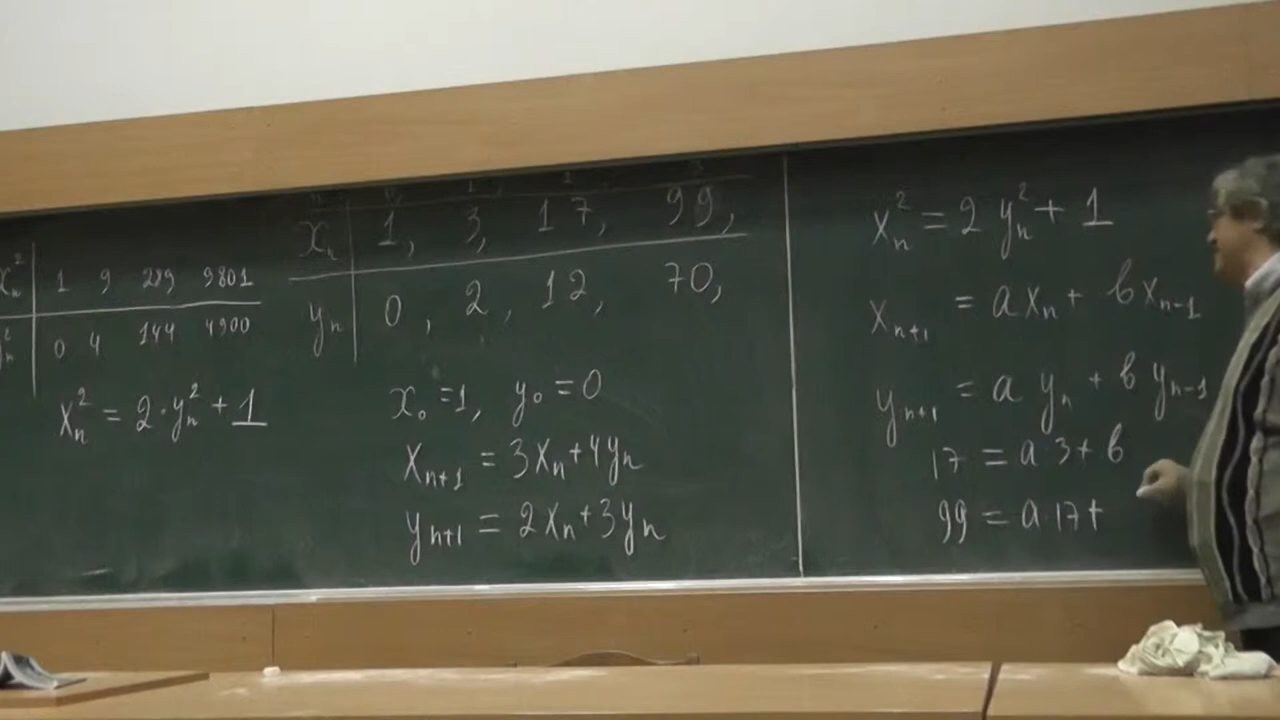 x_n^2 | 1 9 289 9801
y_n^2 | 0 4 144 4900
x_n^2 = 2·y_n^2 + 1
x_n | 1, 3, 17, 99,
y_n | 0, 2, 12, 70,
x_0 = 1, y_0 = 0
x_{n+1} = 3x_n + 4y_n
y_{n+1} = 2x_n + 3y_n
x_n^2 = 2 y_n^2 + 1
x_{n+1} = a x_n + b x_{n-1}
y_{n+1} = a y_n + b y_{n-1}
17 = a·3 + b
99 = a·17 +